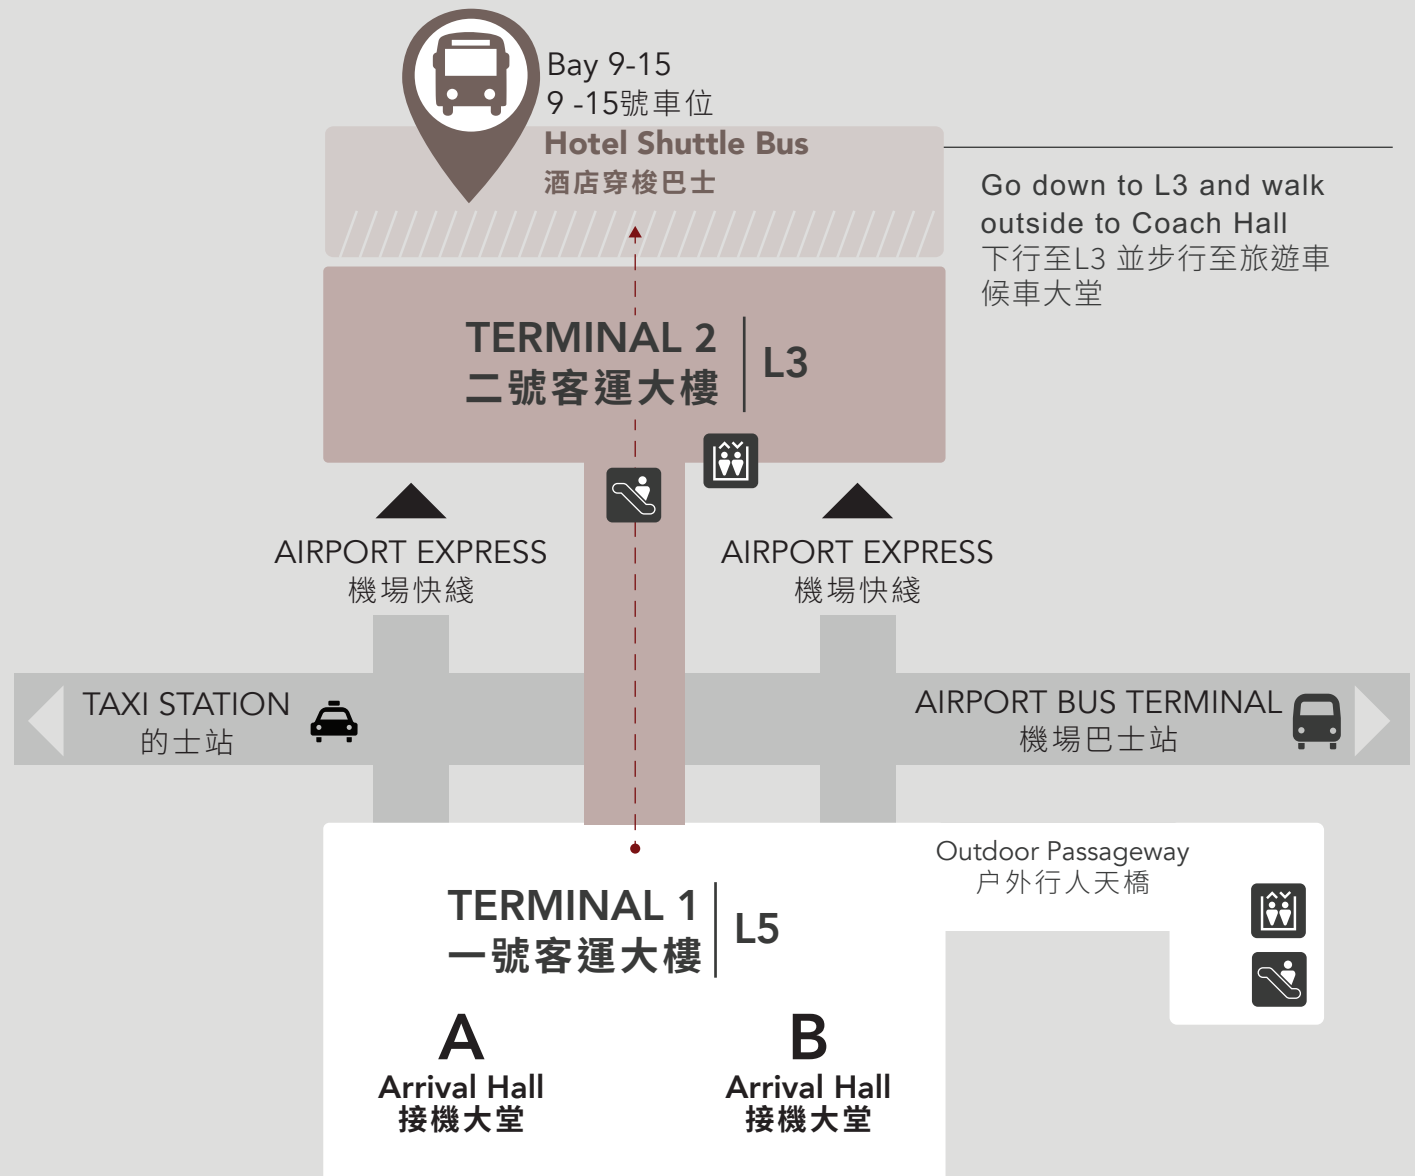 Bay 9-15
9 -15號車位
Hotel Shuttle Bus
酒店穿梭巴士
Go down to L3 and walk
outside to Coach Hall
下行至L3 並步行至旅遊車
候車大堂
TERMINAL 2
二號客運大樓
L3
AIRPORT EXPRESS
機場快綫
AIRPORT EXPRESS
機場快綫
TAXI STATION
的士站
AIRPORT BUS TERMINAL
機場巴士站
Outdoor Passageway
户外行人天橋
TERMINAL 1
一號客運大樓
L5
A
Arrival Hall
接機大堂
B
Arrival Hall
接機大堂